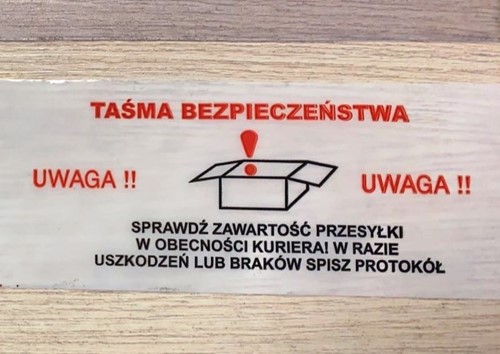 TAŚMA BEZPIECZEŃSTWA
UWAGA !! UWAGA !!
SPRAWDŹ ZAWARTOŚĆ PRZESYŁKI
W OBECNOŚCI KURIERA! W RAZIE
USZKODZEŃ LUB BRAKÓW SPISZ PROTOKÓŁ